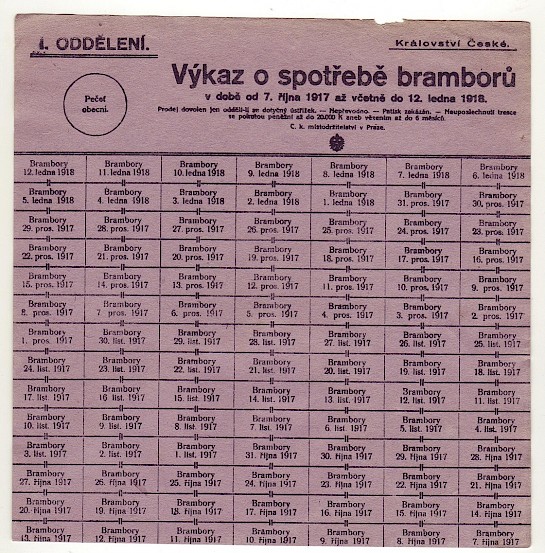 I. ODDĚLENÍ.
Království České.
Pečeť
obecní.
Výkaz o spotřebě bramborů
v době od 7. října 1917 až včetně do 12. ledna 1918.
Prodej dovolen jen oddělí-li se dotyčný ústřižek. — Nepřevodno. — Patisk zakázán. — Neuposlechnutí tresce
se pokutou peněžní až do 20.000 K aneb vězením až do 6 měsíců.
C. k. místodržitelství v Praze.
Brambory Brambory Brambory Brambory Brambory Brambory Brambory
12. ledna 1918 11. ledna 1918 10. ledna 1918 9. ledna 1918 8. ledna 1918 7. ledna 1918 6. ledna 1918
Brambory Brambory Brambory Brambory Brambory Brambory Brambory
5. ledna 1918 4. ledna 1918 3. ledna 1918 2. ledna 1918 1. ledna 1918 31. pros. 1917 30. pros. 1917
Brambory Brambory Brambory Brambory Brambory Brambory Brambory
29. pros. 1917 28. pros. 1917 27. pros. 1917 26. pros. 1917 25. pros. 1917 24. pros. 1917 23. pros. 1917
Brambory Brambory Brambory Brambory Brambory Brambory Brambory
22. pros. 1917 21. pros. 1917 20. pros. 1917 19. pros. 1917 18. pros. 1917 17. pros. 1917 16. pros. 1917
Brambory Brambory Brambory Brambory Brambory Brambory Brambory
15. pros. 1917 14. pros. 1917 13. pros. 1917 12. pros. 1917 11. pros. 1917 10. pros. 1917 9. pros. 1917
Brambory Brambory Brambory Brambory Brambory Brambory Brambory
8. pros. 1917 7. pros. 1917 6. pros. 1917 5. pros. 1917 4. pros. 1917 3. pros. 1917 2. pros. 1917
Brambory Brambory Brambory Brambory Brambory Brambory Brambory
1. pros. 1917 30. list. 1917 29. list. 1917 28. list. 1917 27. list. 1917 26. list. 1917 25. list. 1917
Brambory Brambory Brambory Brambory Brambory Brambory Brambory
24. list. 1917 23. list. 1917 22. list. 1917 21. list. 1917 20. list. 1917 19. list. 1917 18. list. 1917
Brambory Brambory Brambory Brambory Brambory Brambory Brambory
17. list. 1917 16 list. 1917 15. list. 1917 14. list. 1917 13. list. 1917 12. list. 1917 11. list. 1917
Brambory Brambory Brambory Brambory Brambory Brambory Brambory
10. list. 1917 9. list. 1917 8. list. 1917 7. list. 1917 6. list. 1917 5. list. 1917 4. list. 1917
Brambory Brambory Brambory Brambory Brambory Brambory Brambory
3. list. 1917 2. list. 1917 1. list. 1917 31. října 1917 30. října 1917 29. října 1917 28. října 1917
Brambory Brambory Brambory Brambory Brambory Brambory Brambory
27. října 1917 26. října 1917 25. října 1917 24. října 1917 23. října 1917 22. října 1917 21. října 1917
Brambory Brambory Brambory Brambory Brambory Brambory Brambory
20. října 1917 19. října 1917 18. října 1917 17. října 1917 16. října 1917 15. října 1917 14. října 1917
Brambory Brambory Brambory Brambory Brambory Brambory Brambory
13. října 1917 12. října 1917 11. října 1917 10. října 1917 9. října 1917 8. října 1917 7. října 1917